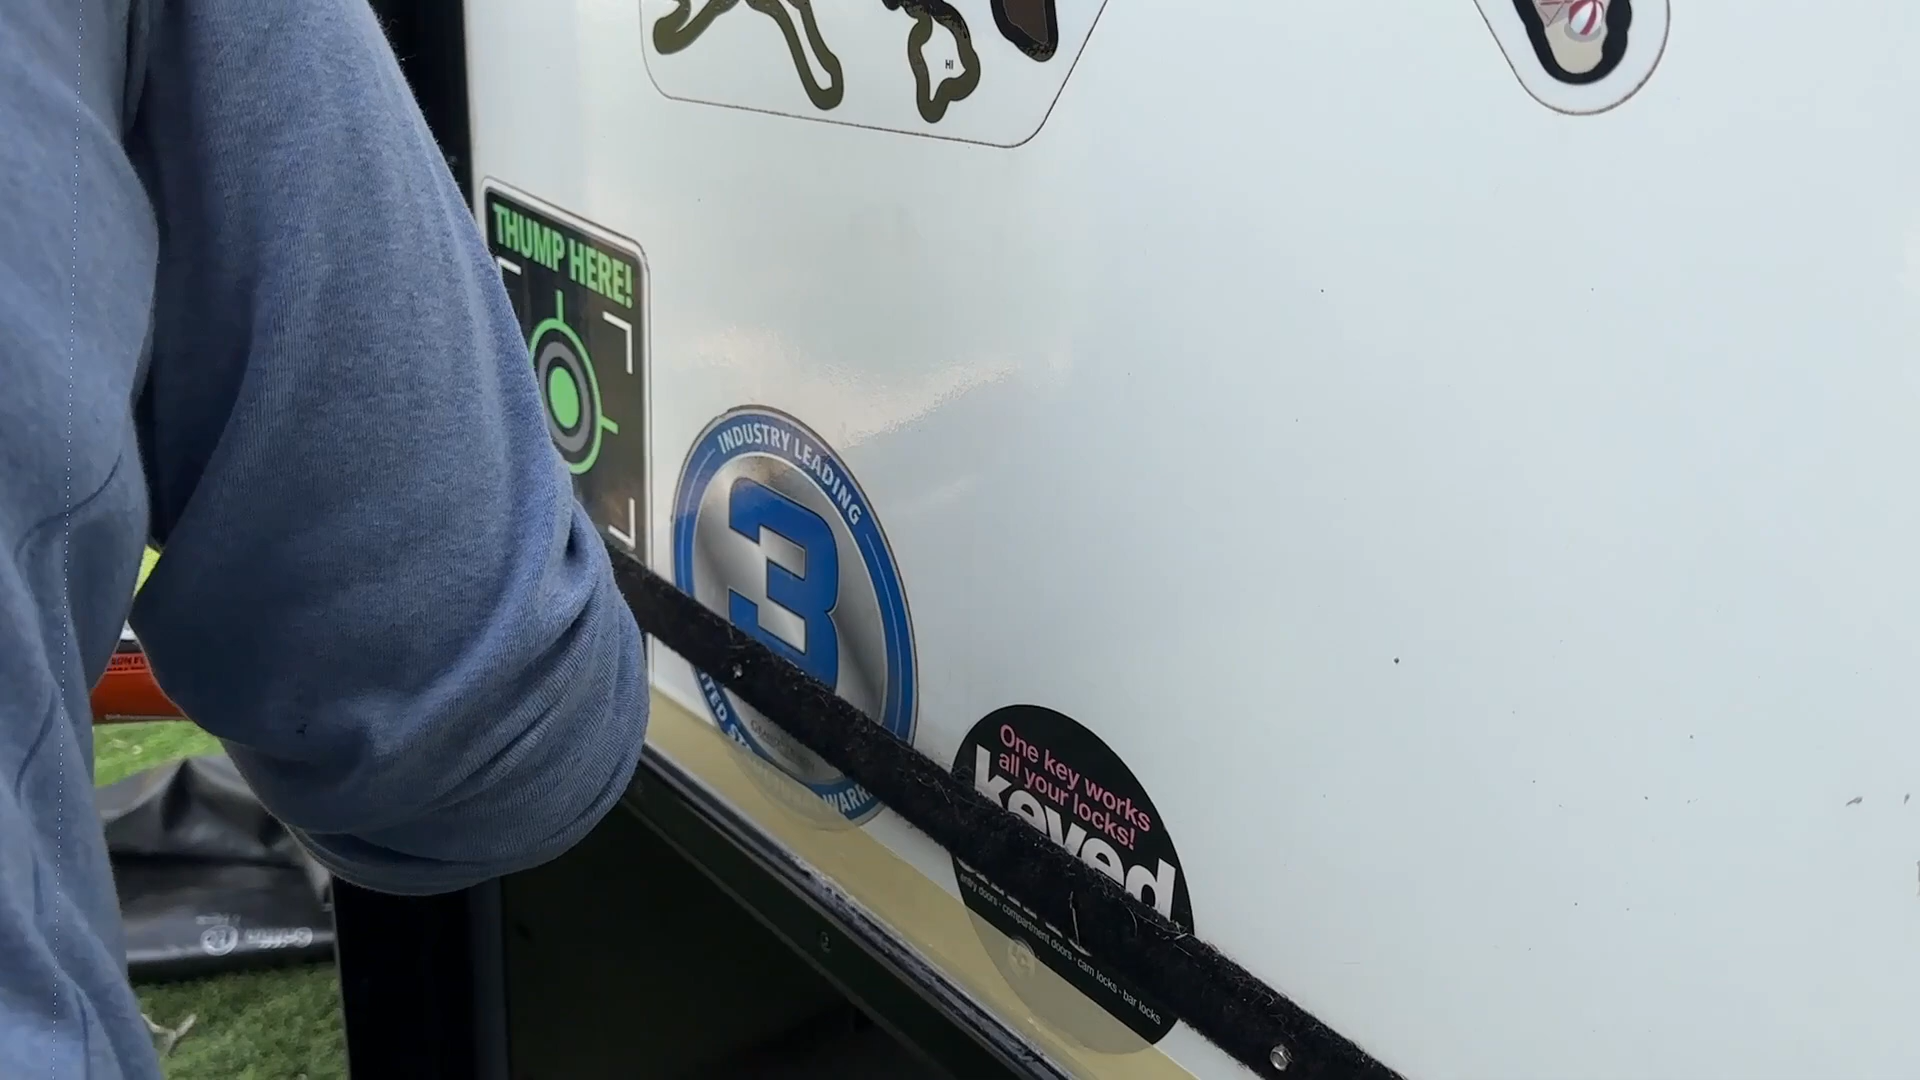 HI
THUMP HERE!
INDUSTRY LEADING
3
WARR
One key works
all your locks!
keyed
entry doors - compartment doors - cam locks - bar locks